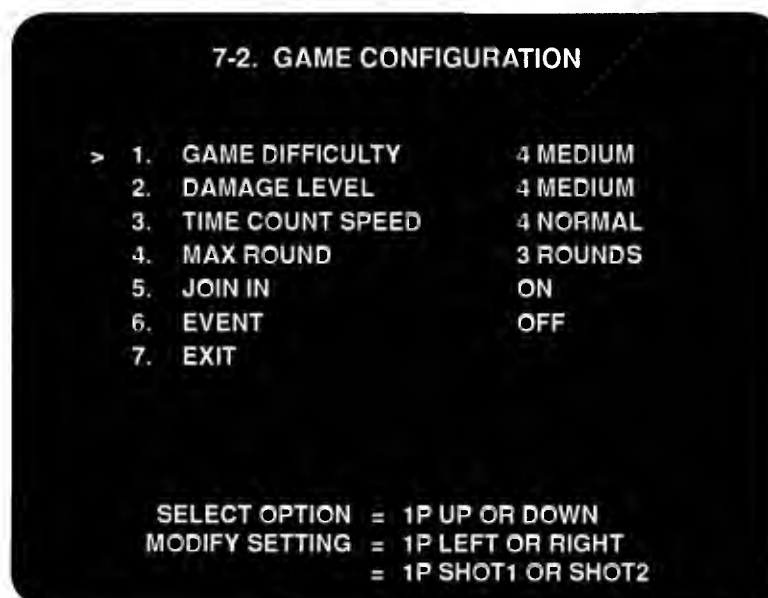 7-2. GAME CONFIGURATION
> 1. GAME DIFFICULTY 4 MEDIUM
2. DAMAGE LEVEL 4 MEDIUM
3. TIME COUNT SPEED 4 NORMAL
4. MAX ROUND 3 ROUNDS
5. JOIN IN ON
6. EVENT OFF
7. EXIT
SELECT OPTION = 1P UP OR DOWN
MODIFY SETTING = 1P LEFT OR RIGHT
= 1P SHOT1 OR SHOT2